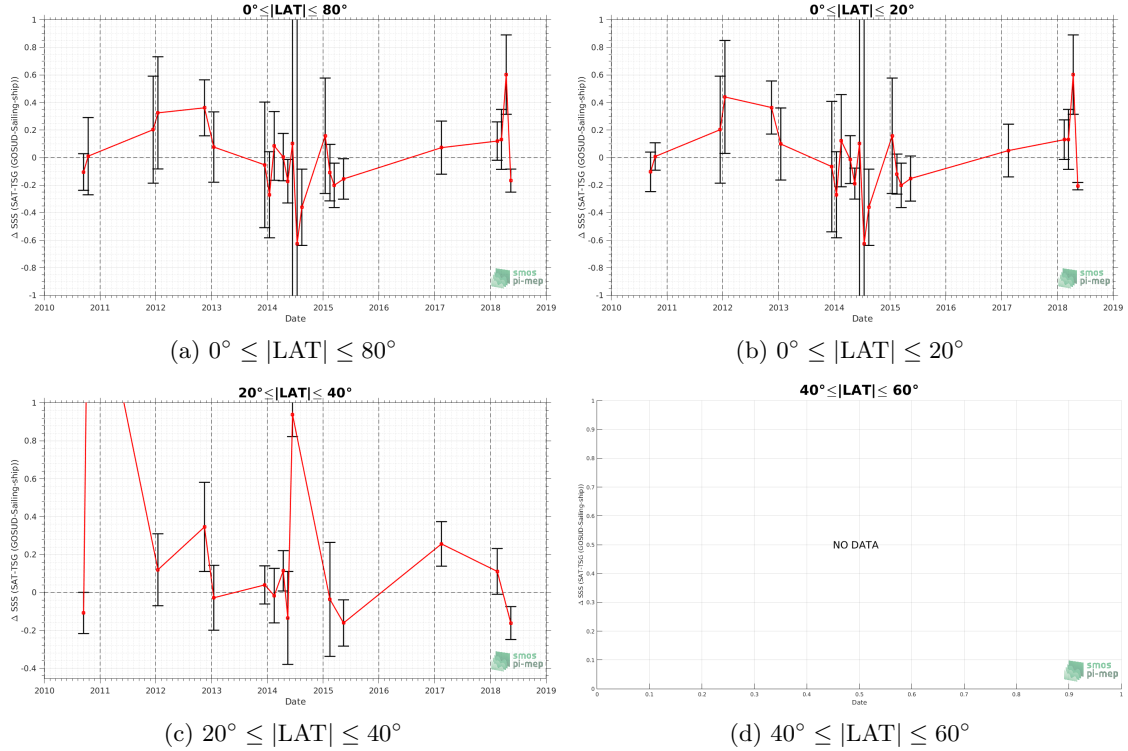 0°≤|LAT|≤ 80°
1
0.8
0.6
0.4
0.2
0
-0.2
-0.4
-0.6
-0.8
-1
Δ SSS (SAT-TSG (GOSUD-Sailing-ship))
2010 2011 2012 2013 2014 2015 2016 2017 2018 2019
Date
smos
pi-mep
(a) 0° ≤ |LAT| ≤ 80°
0°≤|LAT|≤ 20°
1
0.8
0.6
0.4
0.2
0
-0.2
-0.4
-0.6
-0.8
-1
Δ SSS (SAT-TSG (GOSUD-Sailing-ship))
2010 2011 2012 2013 2014 2015 2016 2017 2018 2019
Date
smos
pi-mep
(b) 0° ≤ |LAT| ≤ 20°
20°≤|LAT|≤ 40°
1
0.8
0.6
0.4
0.2
0
-0.2
-0.4
Δ SSS (SAT-TSG (GOSUD-Sailing-ship))
2010 2011 2012 2013 2014 2015 2016 2017 2018 2019
Date
smos
pi-mep
(c) 20° ≤ |LAT| ≤ 40°
40°≤|LAT|≤ 60°
1
0.9
0.8
0.7
0.6
0.5
0.4
0.3
0.2
0.1
0
Δ SSS (SAT-TSG (GOSUD-Sailing-ship))
NO DATA
0 0.1 0.2 0.3 0.4 0.5 0.6 0.7 0.8 0.9 1
Date
smos
pi-mep
(d) 40° ≤ |LAT| ≤ 60°